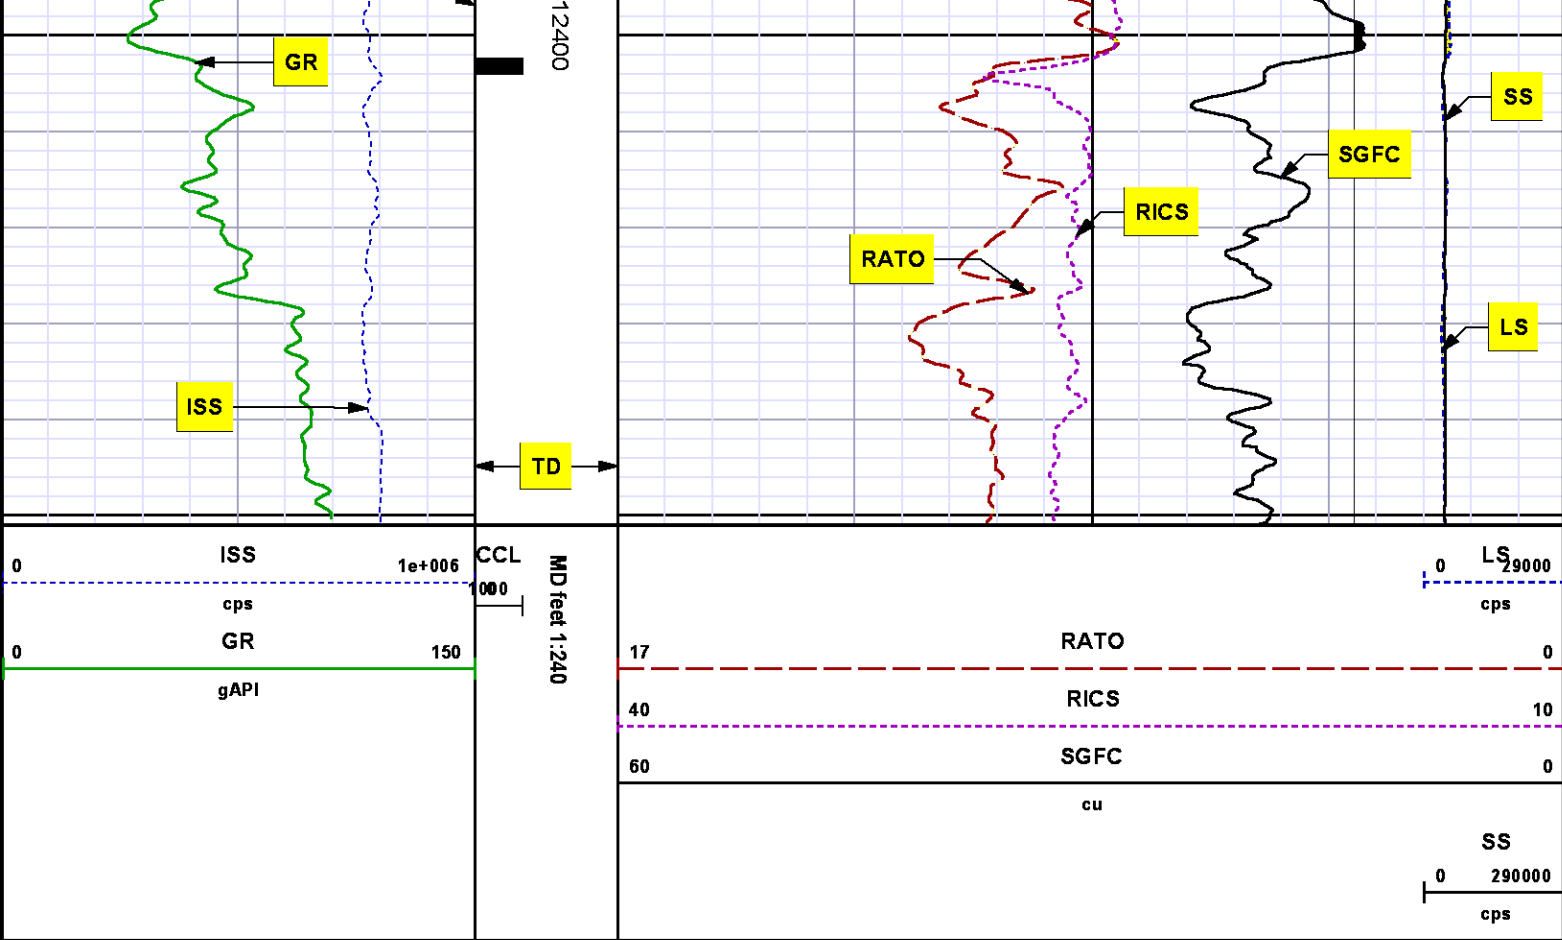 12400
GR
SS
SGFC
RICS
RATO
LS
ISS
TD
ISS
0 1e+006
cps
GR
0 150
gAPI
CCL
MD feet 1:240
LS
0 29000
cps
RATO
17 0
RICS
40 10
SGFC
60 0
cu
SS
0 290000
cps